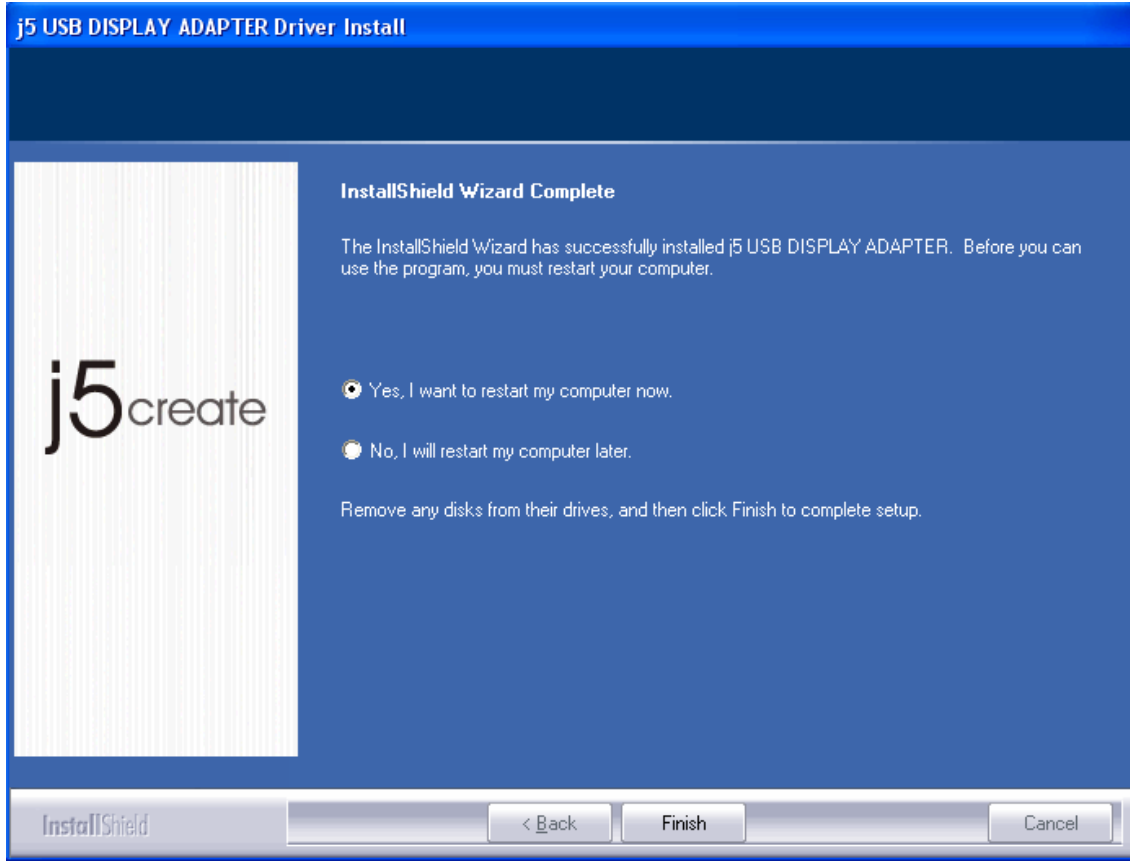 j5 USB DISPLAY ADAPTER Driver Install
InstallShield Wizard Complete
The InstallShield Wizard has successfully installed j5 USB DISPLAY ADAPTER. Before you can
use the program, you must restart your computer.
j5create
Yes, I want to restart my computer now.
No, I will restart my computer later.
Remove any disks from their drives, and then click Finish to complete setup.
InstallShield
< Back
Finish
Cancel